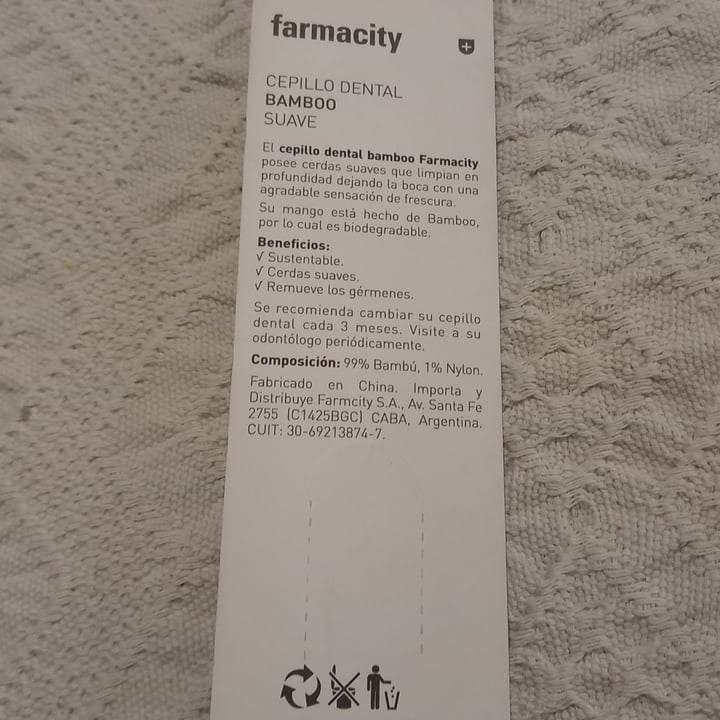 farmacity
CEPILLO DENTAL
BAMBOO
SUAVE
El cepillo dental bamboo Farmacity
posee cerdas suaves que limpian en
profundidad dejando la boca con una
agradable sensación de frescura.
Su mango está hecho de Bamboo,
por lo cual es biodegradable.
Beneficios:
√ Sustentable.
√ Cerdas suaves.
√ Remueve los gérmenes.
Se recomienda cambiar su cepillo
dental cada 3 meses. Visite a su
odontólogo periódicamente.
Composición: 99% Bambú, 1% Nylon.
Fabricado en China. Importa y
Distribuye Farmcity S.A., Av. Santa Fe
2755 (C1425BGC) CABA, Argentina.
CUIT: 30-69213874-7.